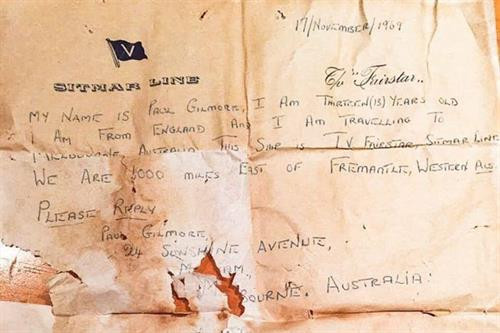 17/November/1969
V
SITMAR LINE
T/V "Fairstar"
MY NAME IS PAUL GILMORE, I AM THIRTEEN (13) YEARS OLD
I AM FROM ENGLAND AND I AM TRAVELLING TO
MELBOURNE, AUSTRALIA THIS SHIP IS TV FAIRSTAR, SITMAR LINE
WE ARE 1000 MILES EAST OF FREMANTLE, WESTERN AUS
PLEASE REPLY
PAUL GILMORE,
24 SUNSHINE AVENUE,
AM,
BOURNE. AUSTRALIA.